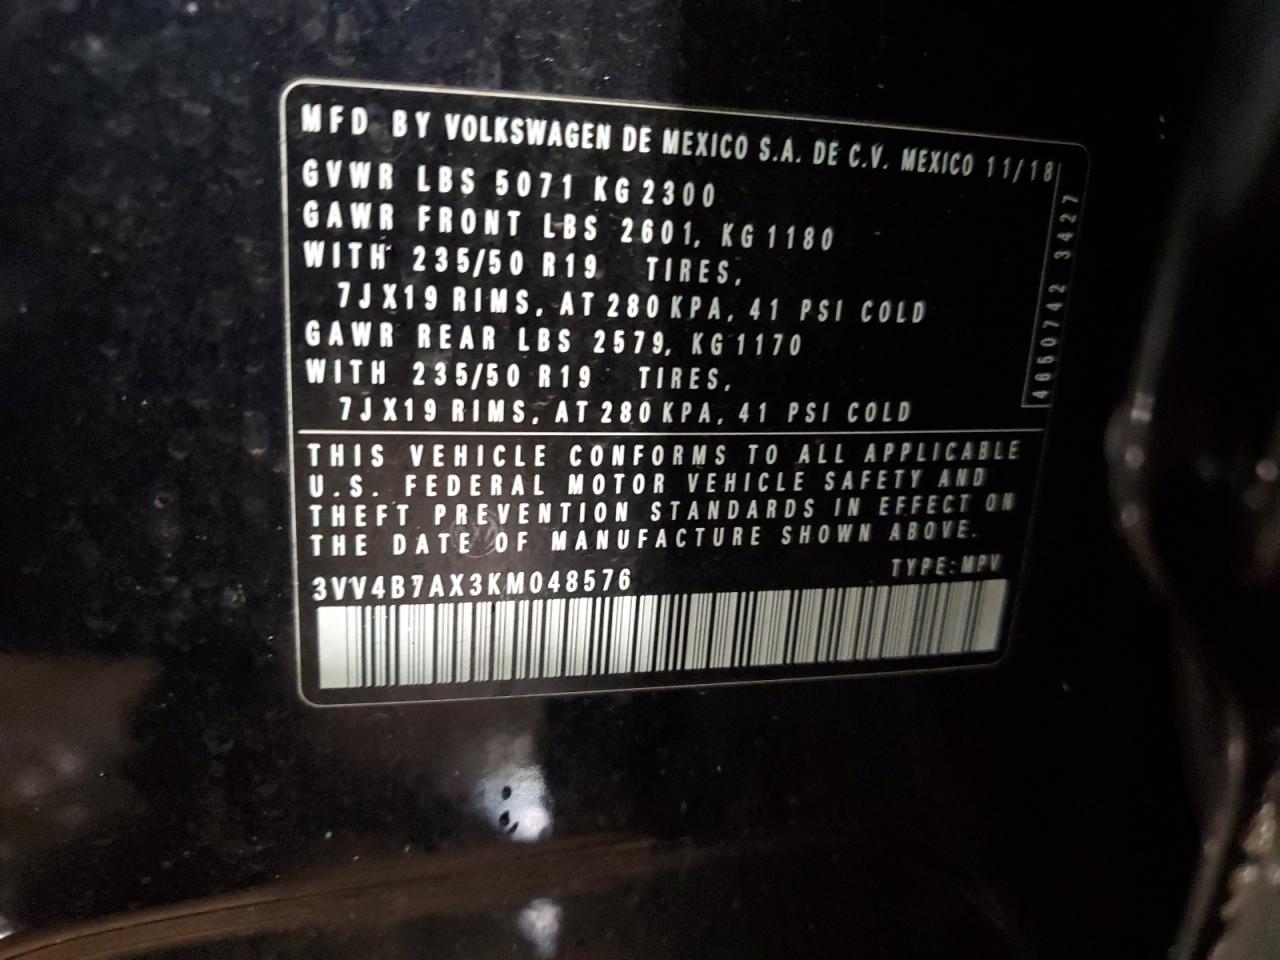 MFD BY VOLKSWAGEN DE MEXICO S.A. DE C.V. MEXICO 11/18
GVWR LBS 5071 KG 2300
GAWR FRONT LBS 2601, KG 1180
WITH 235/50 R19 TIRES,
7JX19 RIMS, AT 280 KPA, 41 PSI COLD
GAWR REAR LBS 2579, KG 1170
WITH 235/50 R19 TIRES,
7JX19 RIMS, AT 280 KPA, 41 PSI COLD
4650742 3427
THIS VEHICLE CONFORMS TO ALL APPLICABLE
U.S. FEDERAL MOTOR VEHICLE SAFETY AND
THEFT PREVENTION STANDARDS IN EFFECT ON
THE DATE OF MANUFACTURE SHOWN ABOVE.
TYPE: MPV
3VV4B7AX3KM048576